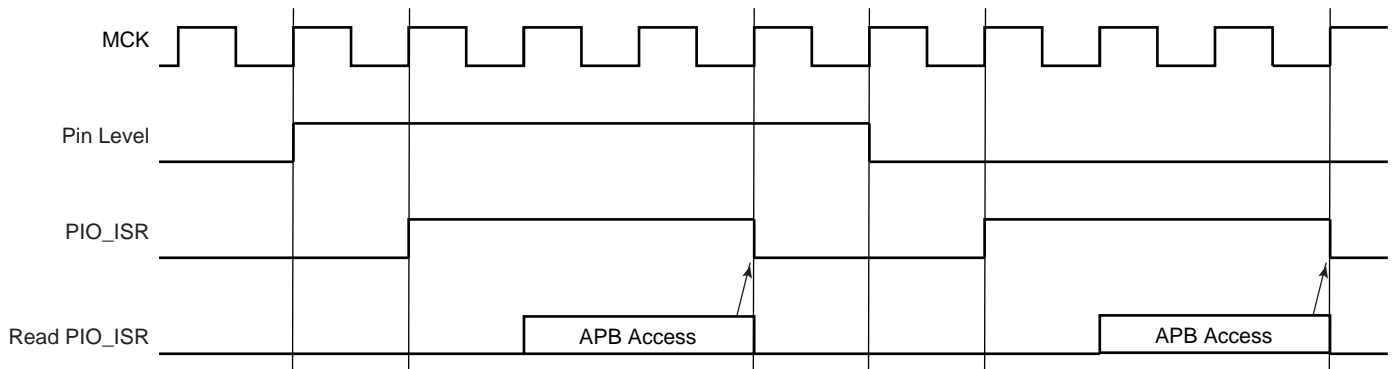 MCK
Pin Level
PIO_ISR
Read PIO_ISR
APB Access
APB Access